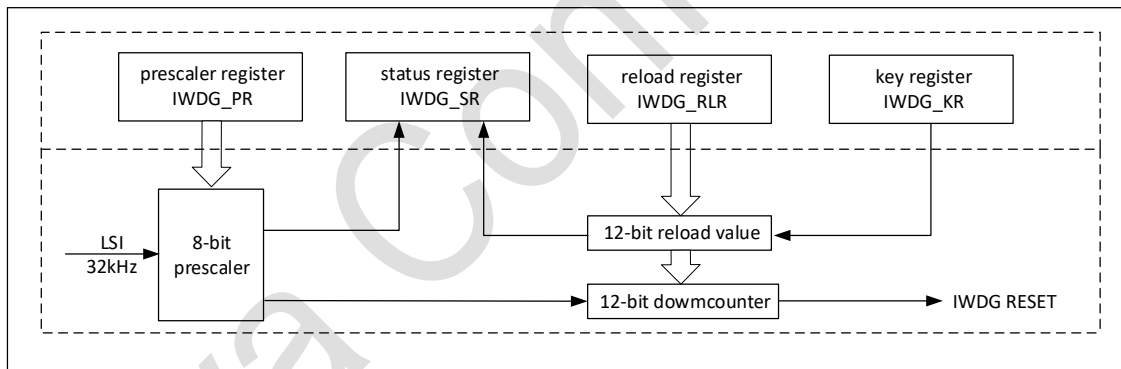 prescaler register
IWDG_PR
status register
IWDG_SR
reload register
IWDG_RLR
key register
IWDG_KR
LSI
32kHz
8-bit
prescaler
12-bit reload value
12-bit dowmcounter
IWDG RESET